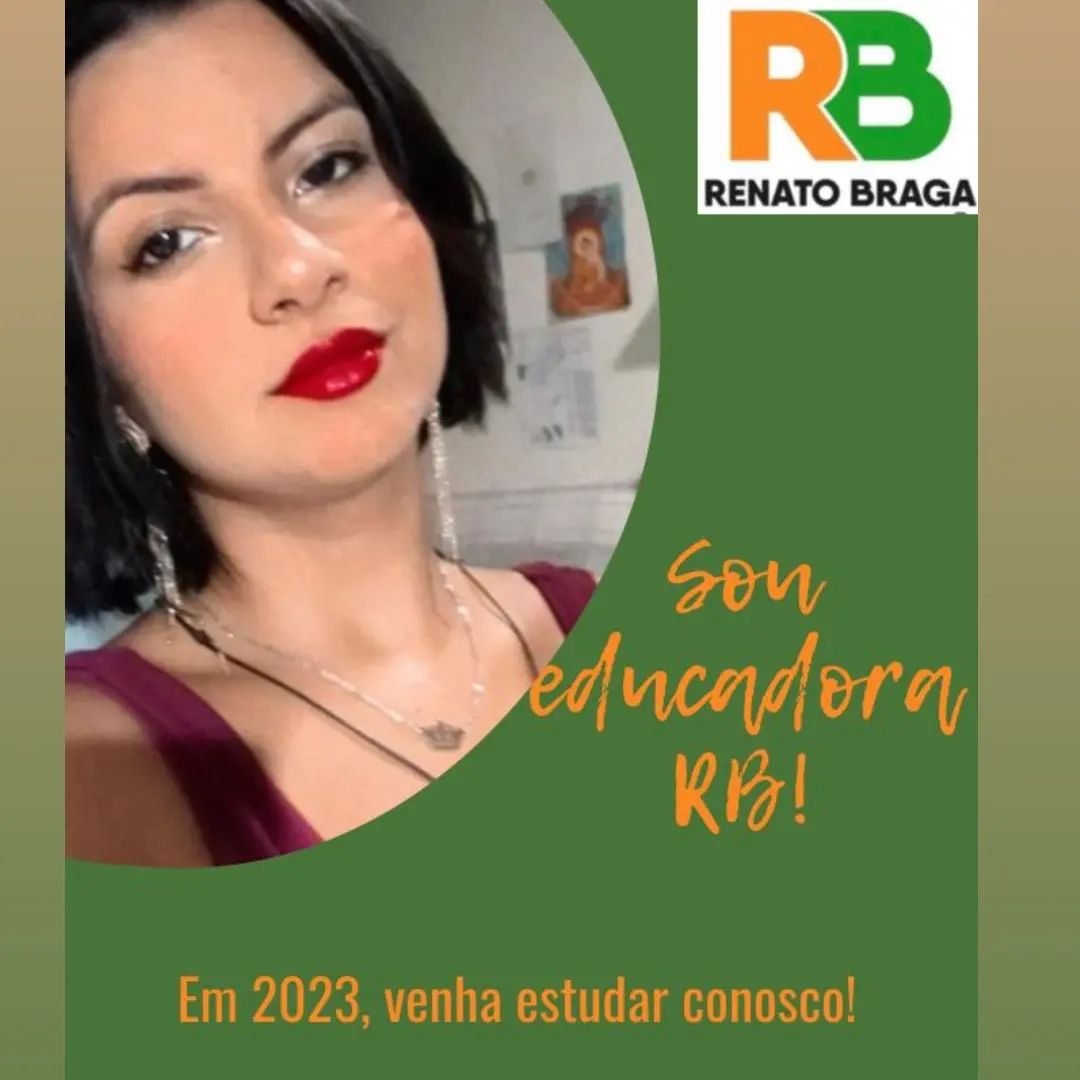 RB
RENATO BRAGA
Sou
educadora
RB!
Em 2023, venha estudar conosco!